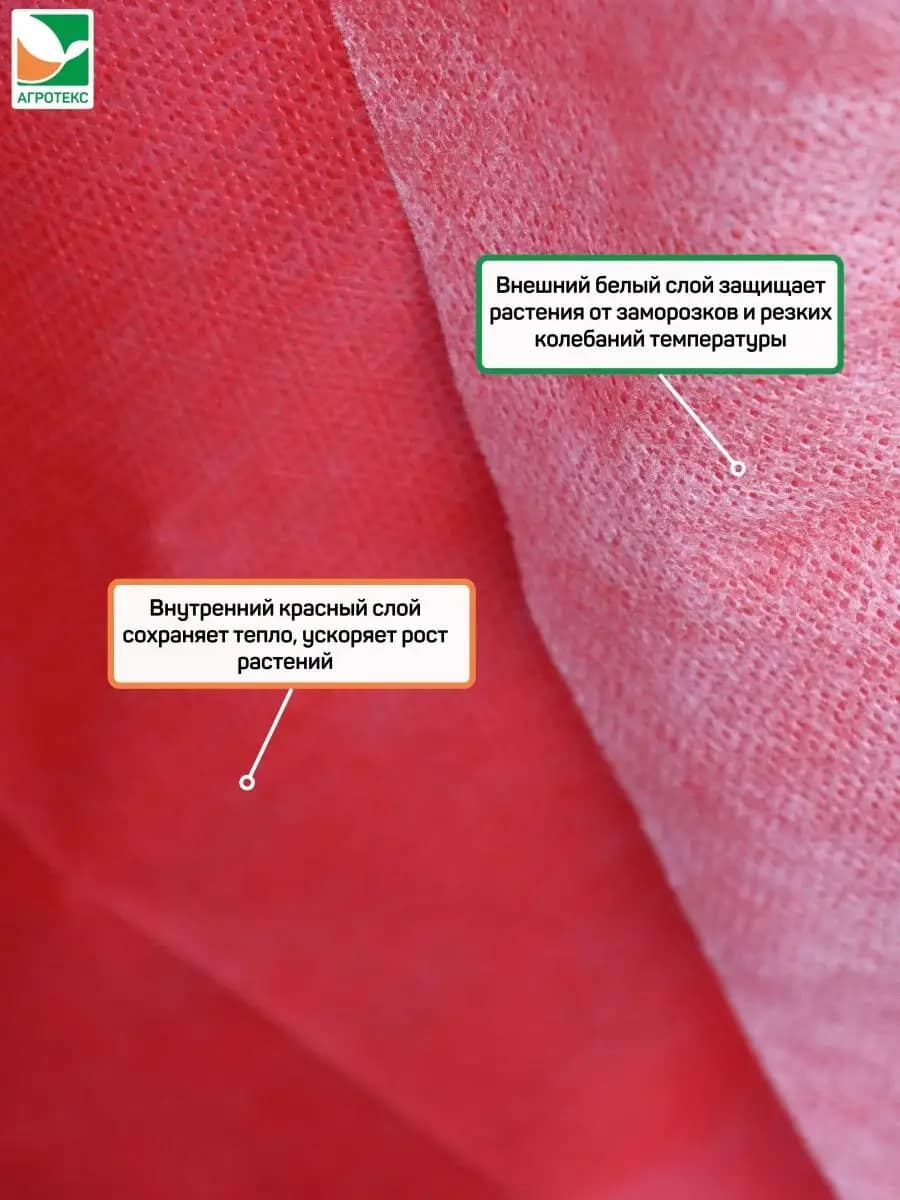 АГРОТЕКС
Внешний белый слой защищает
растения от заморозков и резких
колебаний температуры
Внутренний красный слой
сохраняет тепло, ускоряет рост
растений